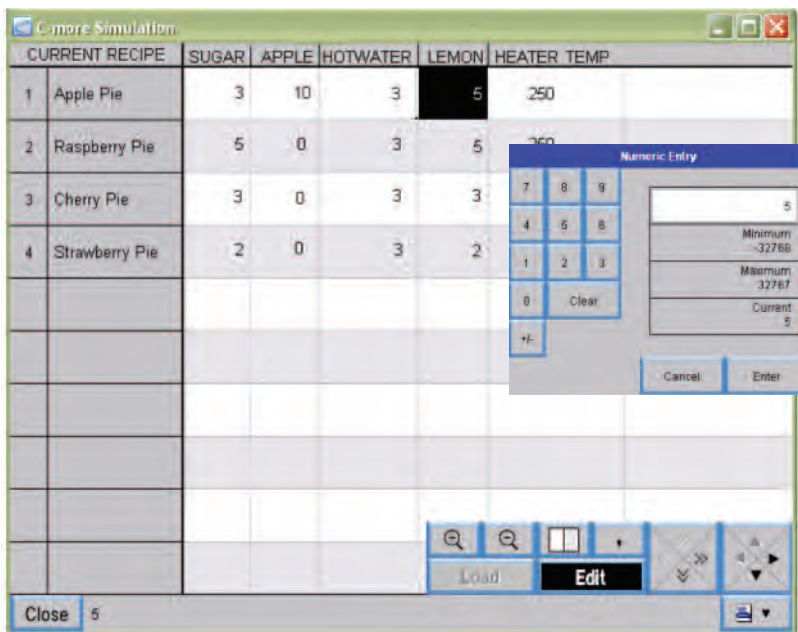 C-more Simulation
CURRENT RECIPE SUGAR APPLE HOTWATER LEMON HEATER TEMP
1 Apple Pie 3 10 3 5 250
2 Raspberry Pie 5 0 3 5
3 Cherry Pie 3 0 3 3
4 Strawberry Pie 2 0 3 2
Numeric Entry
7 8 9
5
4 5 6
Minimum
-32768
1 2 3
Maximum
32767
0 Clear
Current
5
+/-
Cancel Enter
Load Edit
Close 5